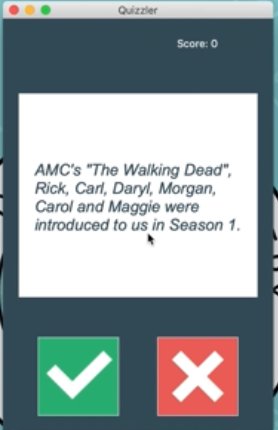 Quizzler
Score: 0
AMC's "The Walking Dead",
Rick, Carl, Daryl, Morgan,
Carol and Maggie were
introduced to us in Season 1.